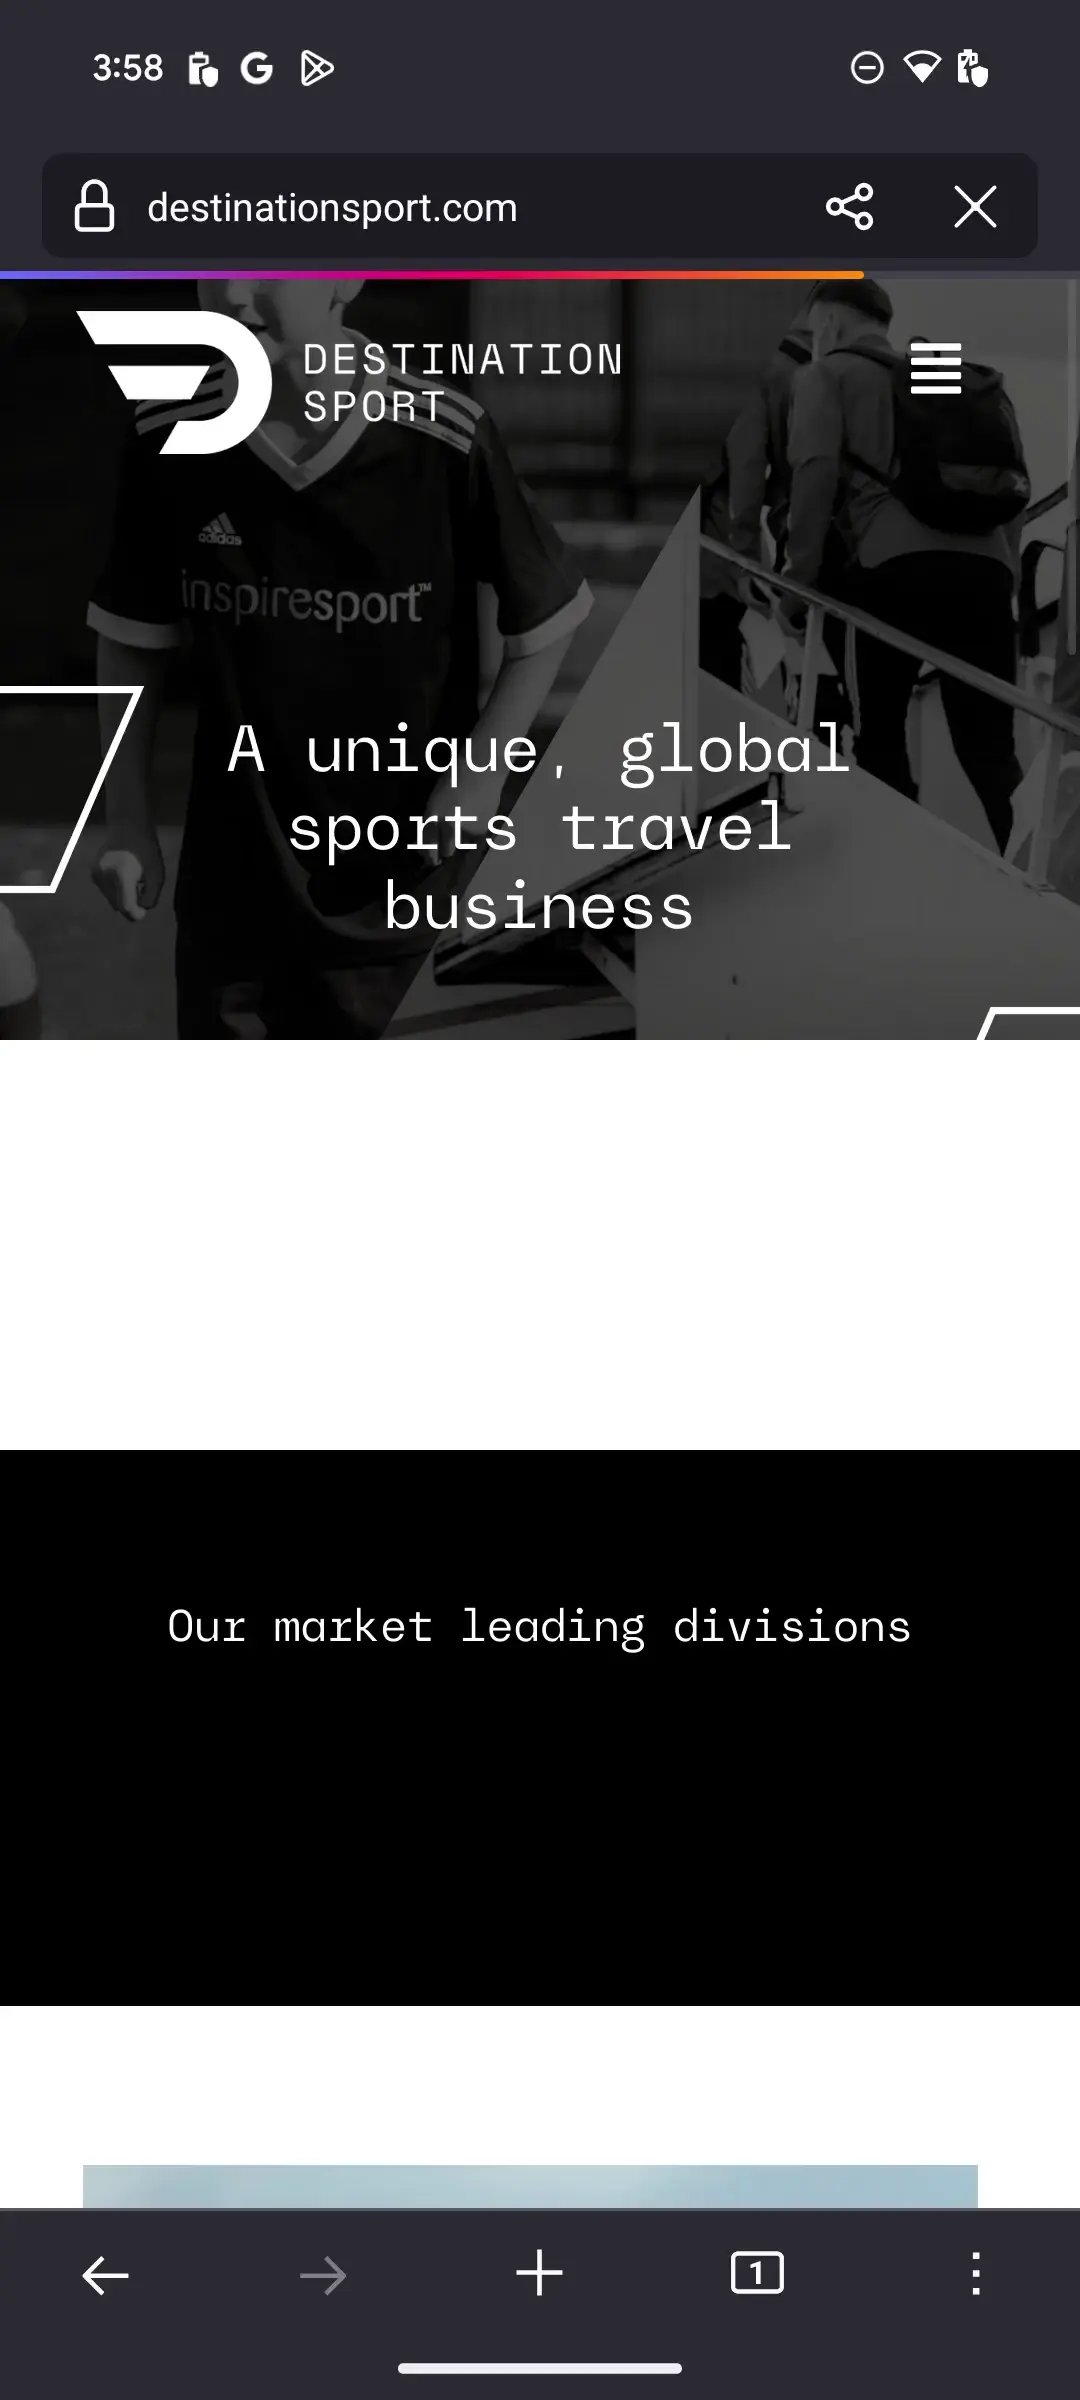 3:58
destinationsport.com
DESTINATION
SPORT
adidas
inspiresport™
A unique, global
sports travel
business
Our market leading divisions
1